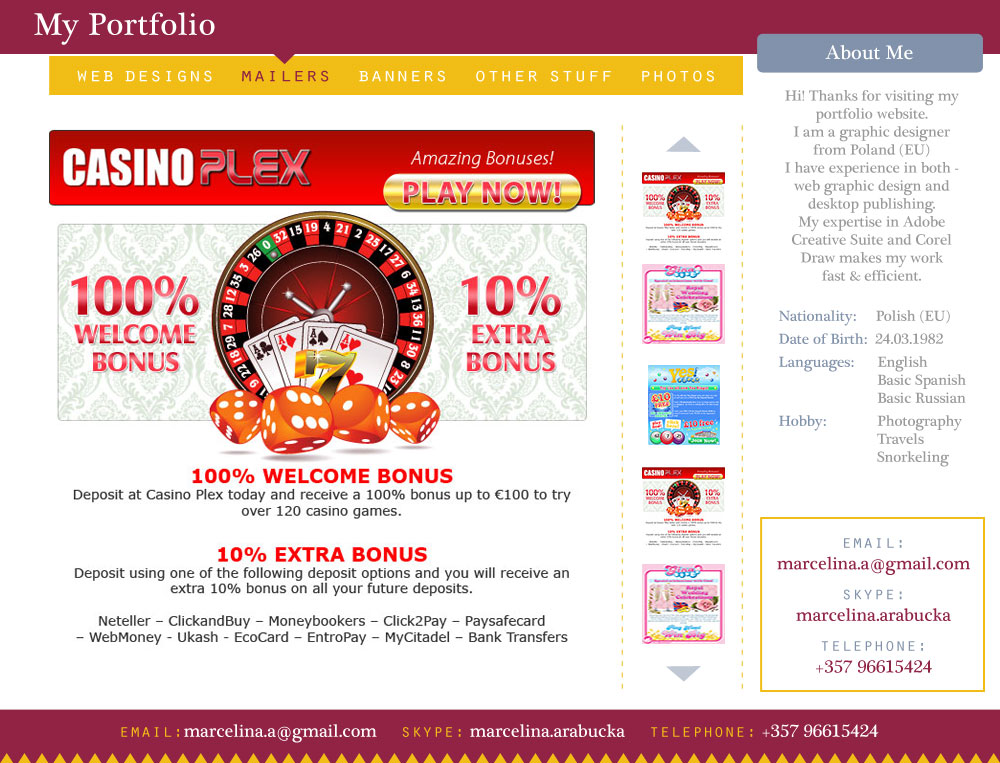 My Portfolio
About Me
WEB DESIGNS MAILERS BANNERS OTHER STUFF PHOTOS
CASINO PLEX
Amazing Bonuses!
PLAY NOW!
100%
WELCOME
BONUS
10%
EXTRA
BONUS
100% WELCOME BONUS
Deposit at Casino Plex today and receive a 100% bonus up to €100 to try
over 120 casino games.
10% EXTRA BONUS
Deposit using one of the following deposit options and you will receive an
extra 10% bonus on all your future deposits.
Neteller – ClickandBuy – Moneybookers – Click2Pay – Paysafecard
– WebMoney - Ukash - EcoCard – EntroPay – MyCitadel – Bank Transfers
Hi! Thanks for visiting my
portfolio website.
I am a graphic designer
from Poland (EU)
I have experience in both -
web graphic design and
desktop publishing.
My expertise in Adobe
Creative Suite and Corel
Draw makes my work
fast & efficient.
Nationality: Polish (EU)
Date of Birth: 24.03.1982
Languages: English
Basic Spanish
Basic Russian
Hobby: Photography
Travels
Snorkeling
EMAIL:
marcelina.a@gmail.com
SKYPE:
marcelina.arabucka
TELEPHONE:
+357 96615424
EMAIL: marcelina.a@gmail.com SKYPE: marcelina.arabucka TELEPHONE: +357 96615424